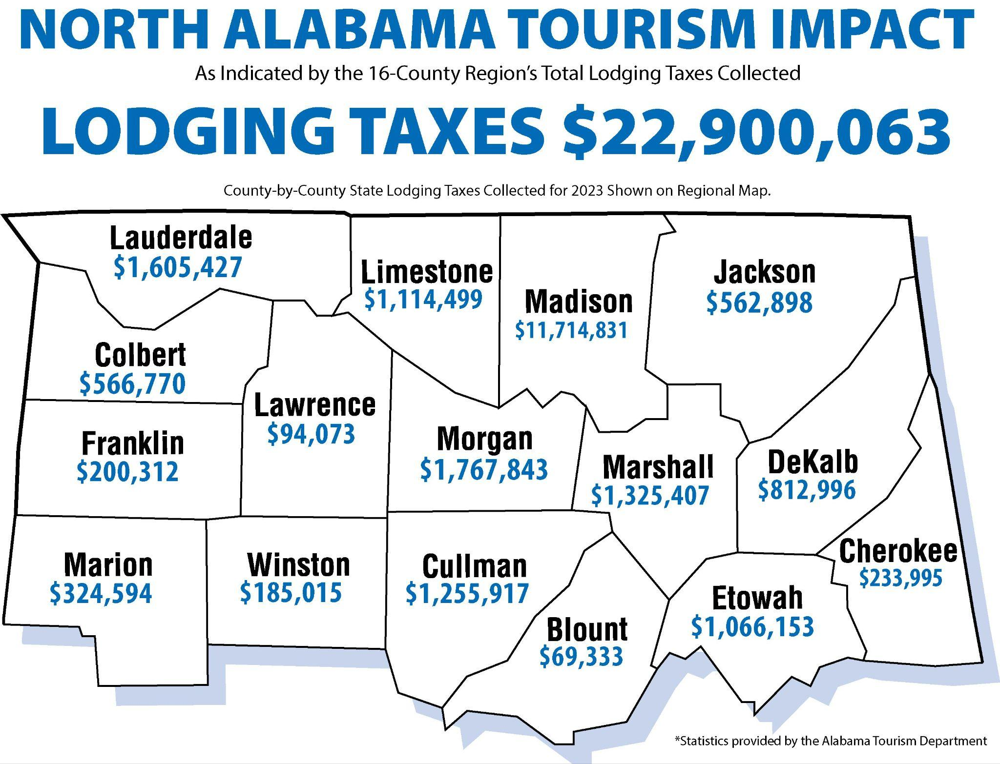 NORTH ALABAMA TOURISM IMPACT
As Indicated by the 16-County Region's Total Lodging Taxes Collected
LODGING TAXES $22,900,063
County-by-County State Lodging Taxes Collected for 2023 Shown on Regional Map.
Lauderdale
$1,605,427
Limestone
$1,114,499
Madison
$11,714,831
Jackson
$562,898
Colbert
$566,770
Lawrence
$94,073
Franklin
$200,312
Morgan
$1,767,843
Marshall
$1,325,407
DeKalb
$812,996
Cherokee
$233,995
Marion
$324,594
Winston
$185,015
Cullman
$1,255,917
Etowah
$1,066,153
Blount
$69,333
*Statistics provided by the Alabama Tourism Department